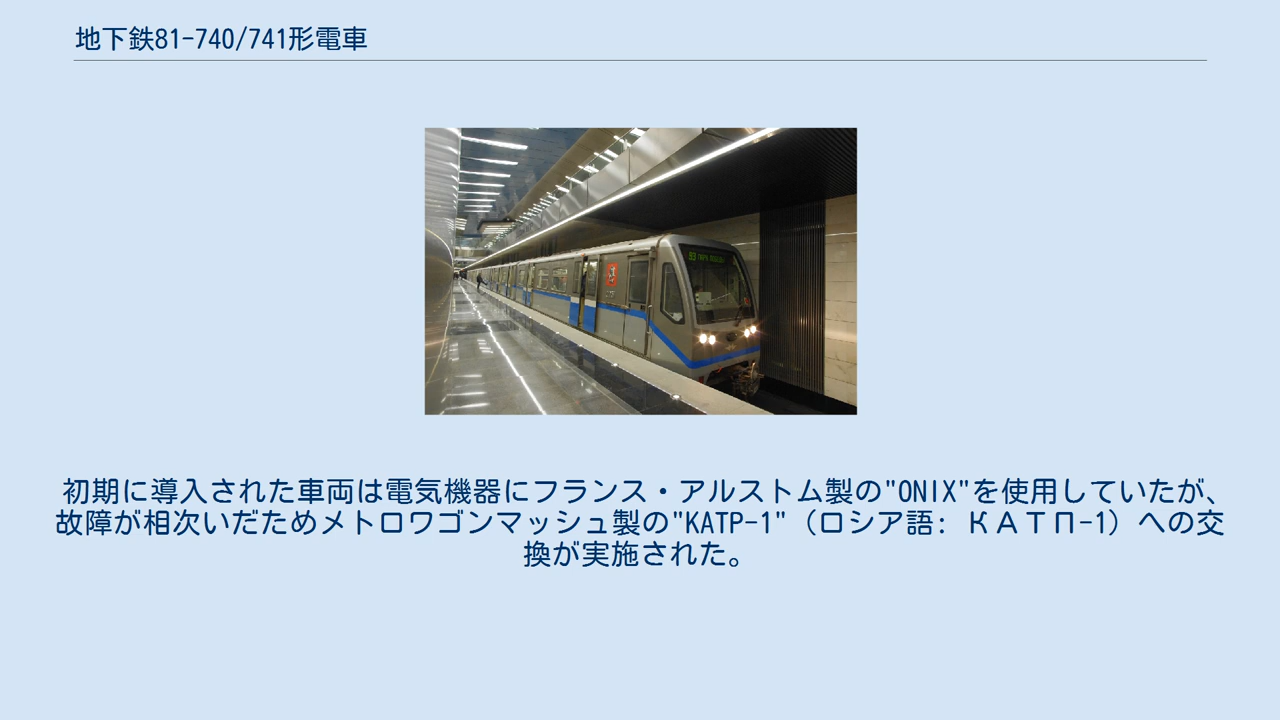 地下鉄81-740/741形電車
初期に導入された車両は電気機器にフランス・アルストム製の"ONIX"を使用していたが、
故障が相次いだためメトロワゴンマッシュ製の"KATP-1"（ロシア語: КАТП-1）への交
換が実施された。